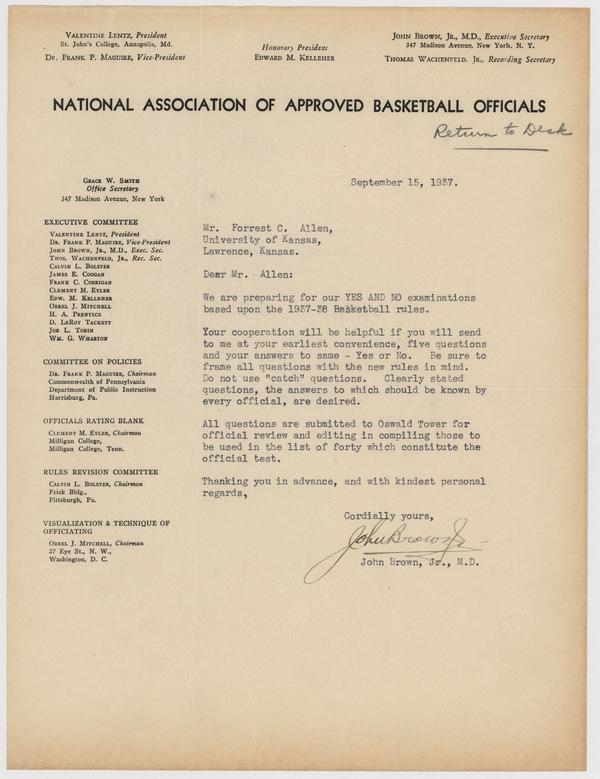 VALENTINE LENTZ, President
St. John's College, Annapolis, Md.
DR. FRANK P. MAGUIRE, Vice-President
Honorary President
EDWARD M. KELLEHER
JOHN BROWN, JR., M.D., Executive Secretary
347 Madison Avenue, New York, N. Y.
THOMAS WACHENFELD, JR., Recording Secretary
NATIONAL ASSOCIATION OF APPROVED BASKETBALL OFFICIALS
Return to Desk
GRACE W. SMITH
Office Secretary
347 Madison Avenue, New York
EXECUTIVE COMMITTEE
VALENTINE LENTZ, President
DR. FRANK P. MAGUIRE, Vice-President
JOHN BROWN, JR., M.D., Exec. Sec.
THOS. WACHENFELD, JR., Rec. Sec.
CALVIN L. BOLSTER
JAMES E. COOGAN
FRANK C. CORRIGAN
CLEMENT M. EYLER
EDW. M. KELLEHER
ORREL J. MITCHELL
H. A. PRENTICE
D. LEROY TACKETT
JOE L. TOBIN
WM. G. WHARTON
COMMITTEE ON POLICIES
DR. FRANK P. MAGUIRE, Chairman
Commonwealth of Pennsylvania
Department of Public Instruction
Harrisburg, Pa.
OFFICIALS RATING BLANK
CLEMENT M. EYLER, Chairman
Milligan College,
Milligan College, Tenn.
RULES REVISION COMMITTEE
CALVIN L. BOLSTER, Chairman
Frick Bldg.,
Pittsburgh, Pa.
VISUALIZATION & TECHNIQUE OF
OFFICIATING
ORREL J. MITCHELL, Chairman
27 Eye St., N. W.,
Washington, D. C.
September 15, 1937.
Mr. Forrest C. Allen,
University of Kansas,
Lawrence, Kansas.
Dear Mr. Allen:
We are preparing for our YES AND NO examinations
based upon the 1937-38 Basketball rules.
Your cooperation will be helpful if you will send
to me at your earliest convenience, five questions
and your answers to same - Yes or No. Be sure to
frame all questions with the new rules in mind.
Do not use "catch" questions. Clearly stated
questions, the answers to which should be known by
every official, are desired.
All questions are submitted to Oswald Tower for
official review and editing in compiling those to
be used in the list of forty which constitute the
official test.
Thanking you in advance, and with kindest personal
regards,
Cordially yours,
John Brown Jr
John Brown, Jr., M.D.